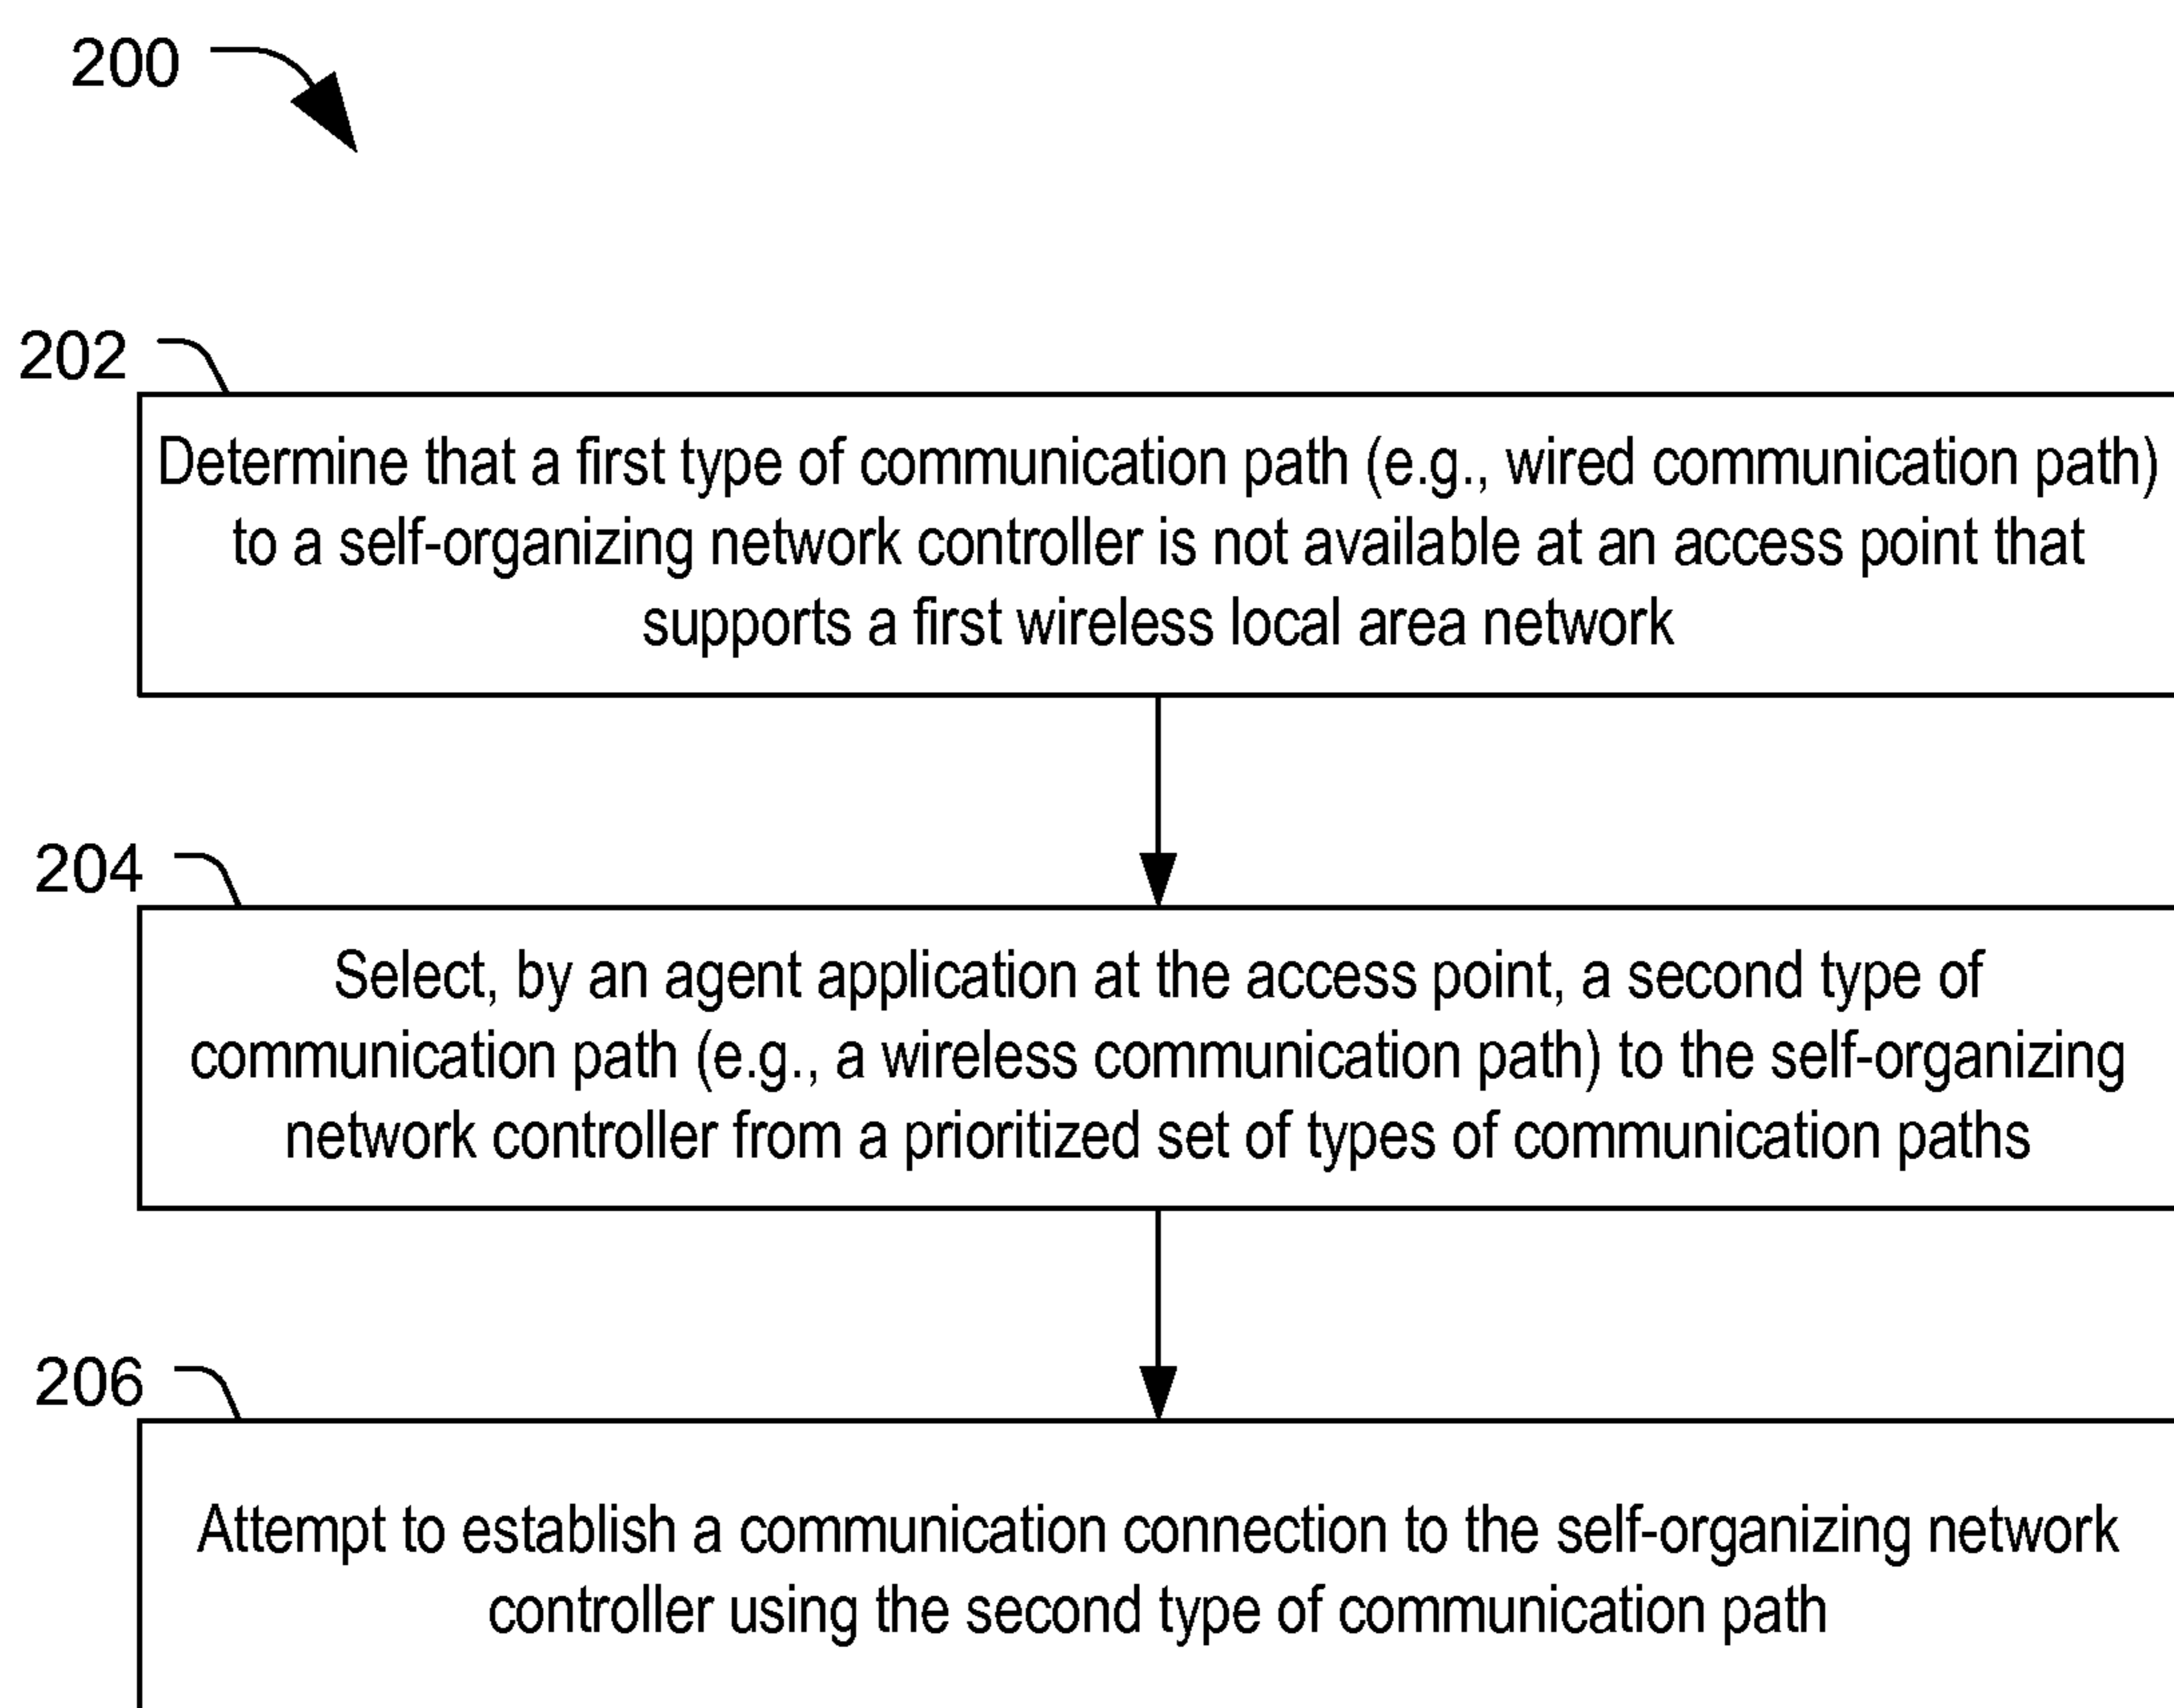 200
202
Determine that a first type of communication path (e.g., wired communication path)
to a self-organizing network controller is not available at an access point that
supports a first wireless local area network
204
Select, by an agent application at the access point, a second type of
communication path (e.g., a wireless communication path) to the self-organizing
network controller from a prioritized set of types of communication paths
206
Attempt to establish a communication connection to the self-organizing network
controller using the second type of communication path